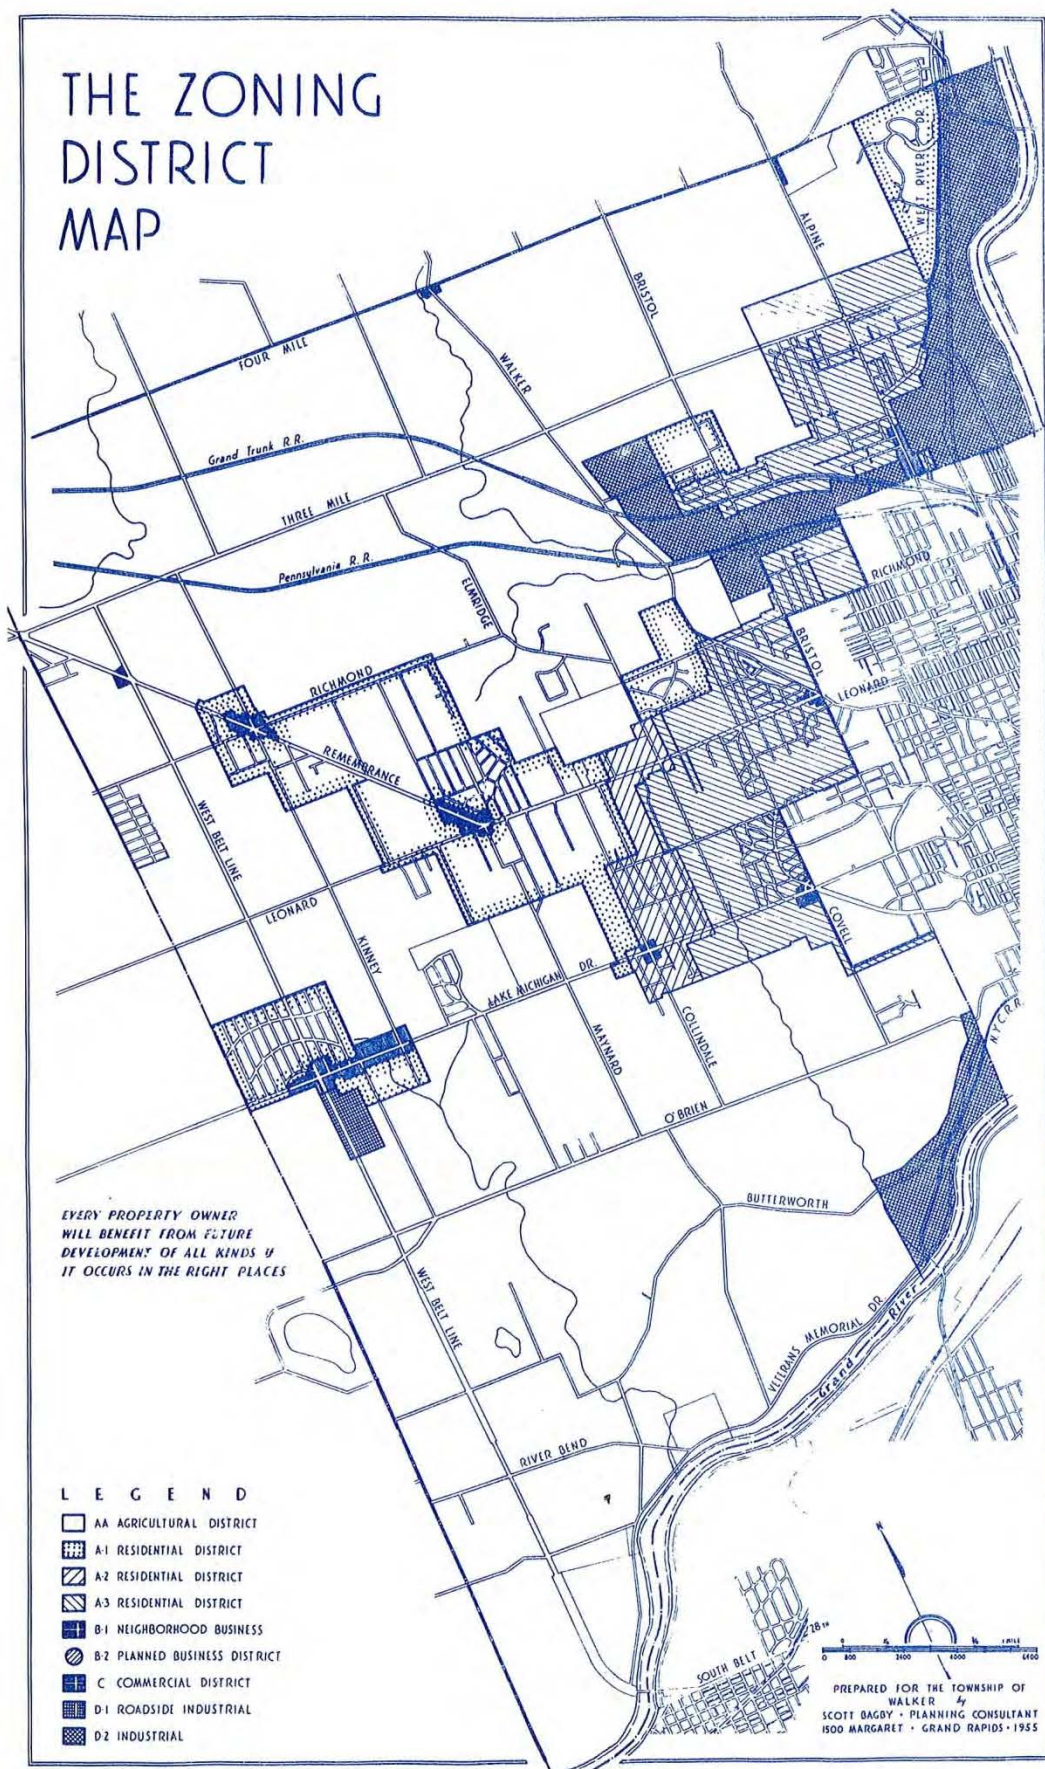 THE ZONING
DISTRICT
MAP
WEST RIVER DR.
ALPINE
BRISTOL
WALKER
FOUR MILE
Grand Trunk R.R.
THREE MILE
Pennsylvania R.R.
ELMRIDGE
RICHMOND
RICHMOND
BRISTOL
LEONARD
REMEMBRANCE
WEST BELT LINE
LEONARD
KINNEY
COVELL
LAKE MICHIGAN DR.
MAYNARD
COLLINDALE
N.Y.C.R.R.
O'BRIEN
BUTTERWORTH
EVERY PROPERTY OWNER
WILL BENEFIT FROM FUTURE
DEVELOPMENT OF ALL KINDS IF
IT OCCURS IN THE RIGHT PLACES
WEST BELT LINE
VETERANS MEMORIAL DR.
Grand River
RIVER BEND
LEGEND
AA AGRICULTURAL DISTRICT
A-1 RESIDENTIAL DISTRICT
A-2 RESIDENTIAL DISTRICT
A-3 RESIDENTIAL DISTRICT
B-1 NEIGHBORHOOD BUSINESS
B-2 PLANNED BUSINESS DISTRICT
C COMMERCIAL DISTRICT
D-1 ROADSIDE INDUSTRIAL
D-2 INDUSTRIAL
N
28TH
SOUTH BELT
0 1 MILE
0 800 2400 4000 6400
PREPARED FOR THE TOWNSHIP OF
WALKER by
SCOTT BAGBY • PLANNING CONSULTANT
1500 MARGARET • GRAND RAPIDS • 1955